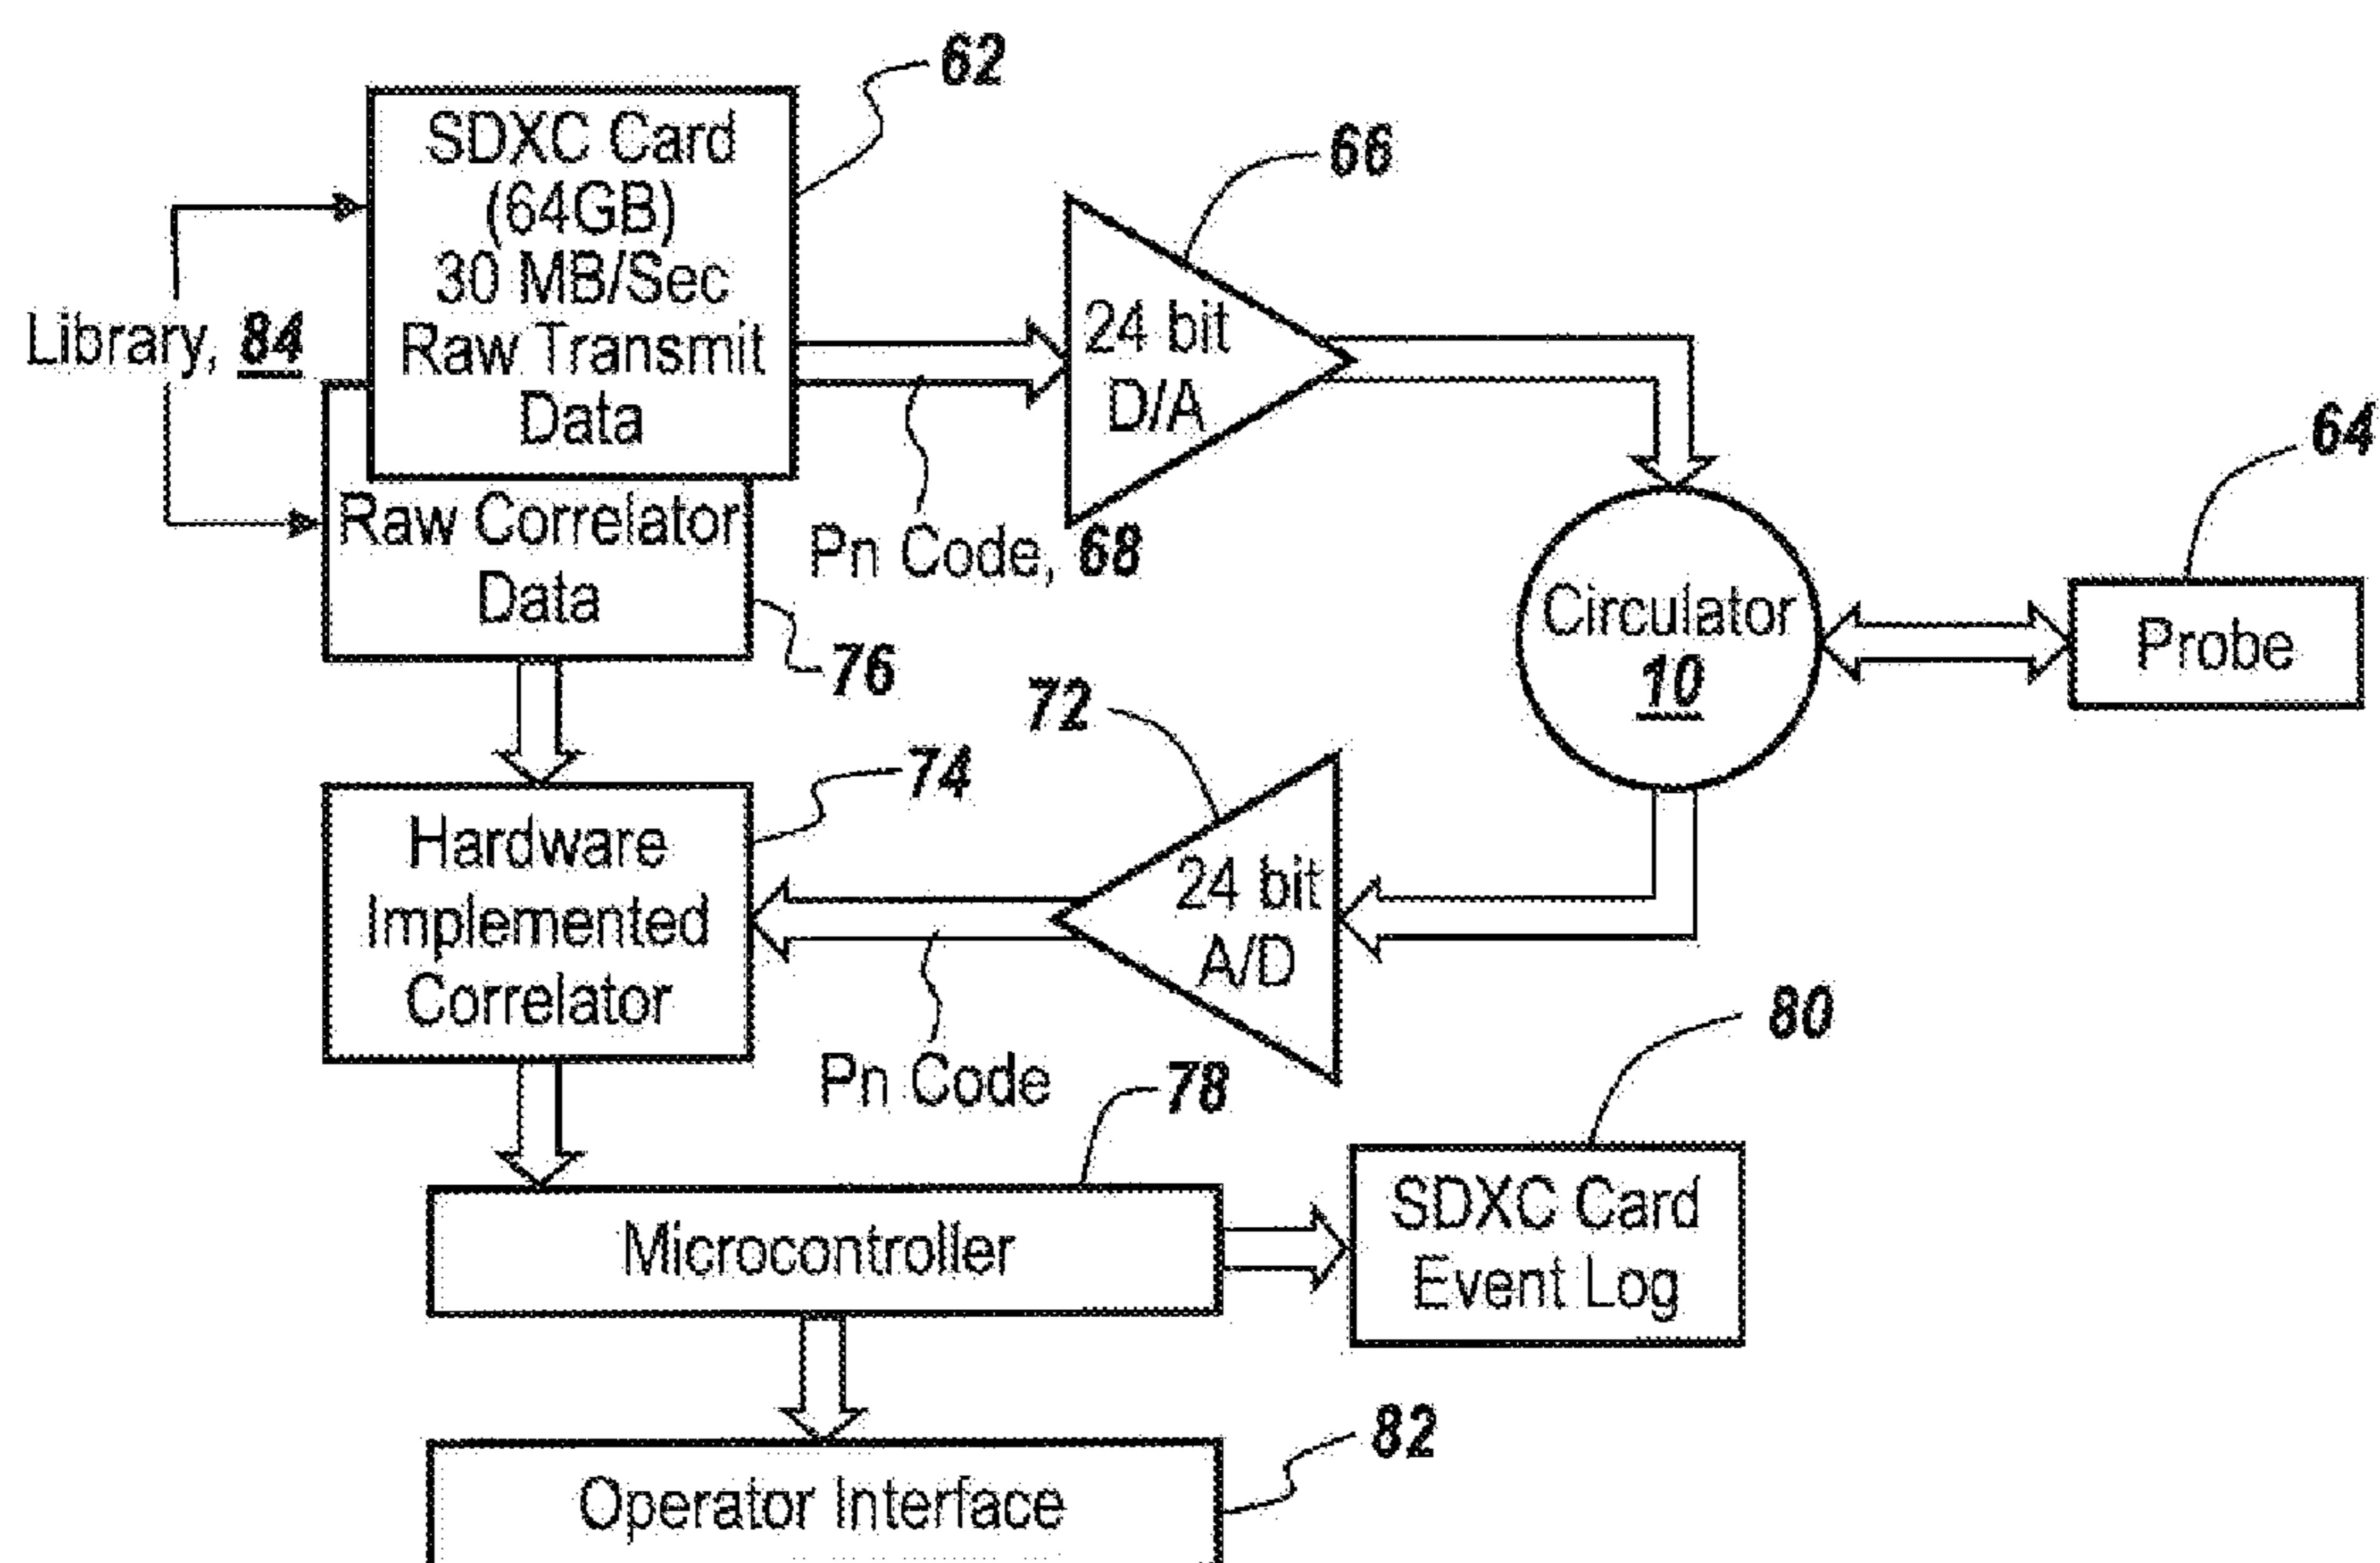 62
SDXC Card
(64GB)
30 MB/Sec
Raw Transmit
Data
66
24 bit
D/A
Library, 84
Pn Code, 68
64
Raw Correlator
Data
76
Circulator
10
Probe
72
74
Hardware
Implemented
Correlator
24 bit
A/D
Pn Code
80
78
Microcontroller
SDXC Card
Event Log
82
Operator Interface